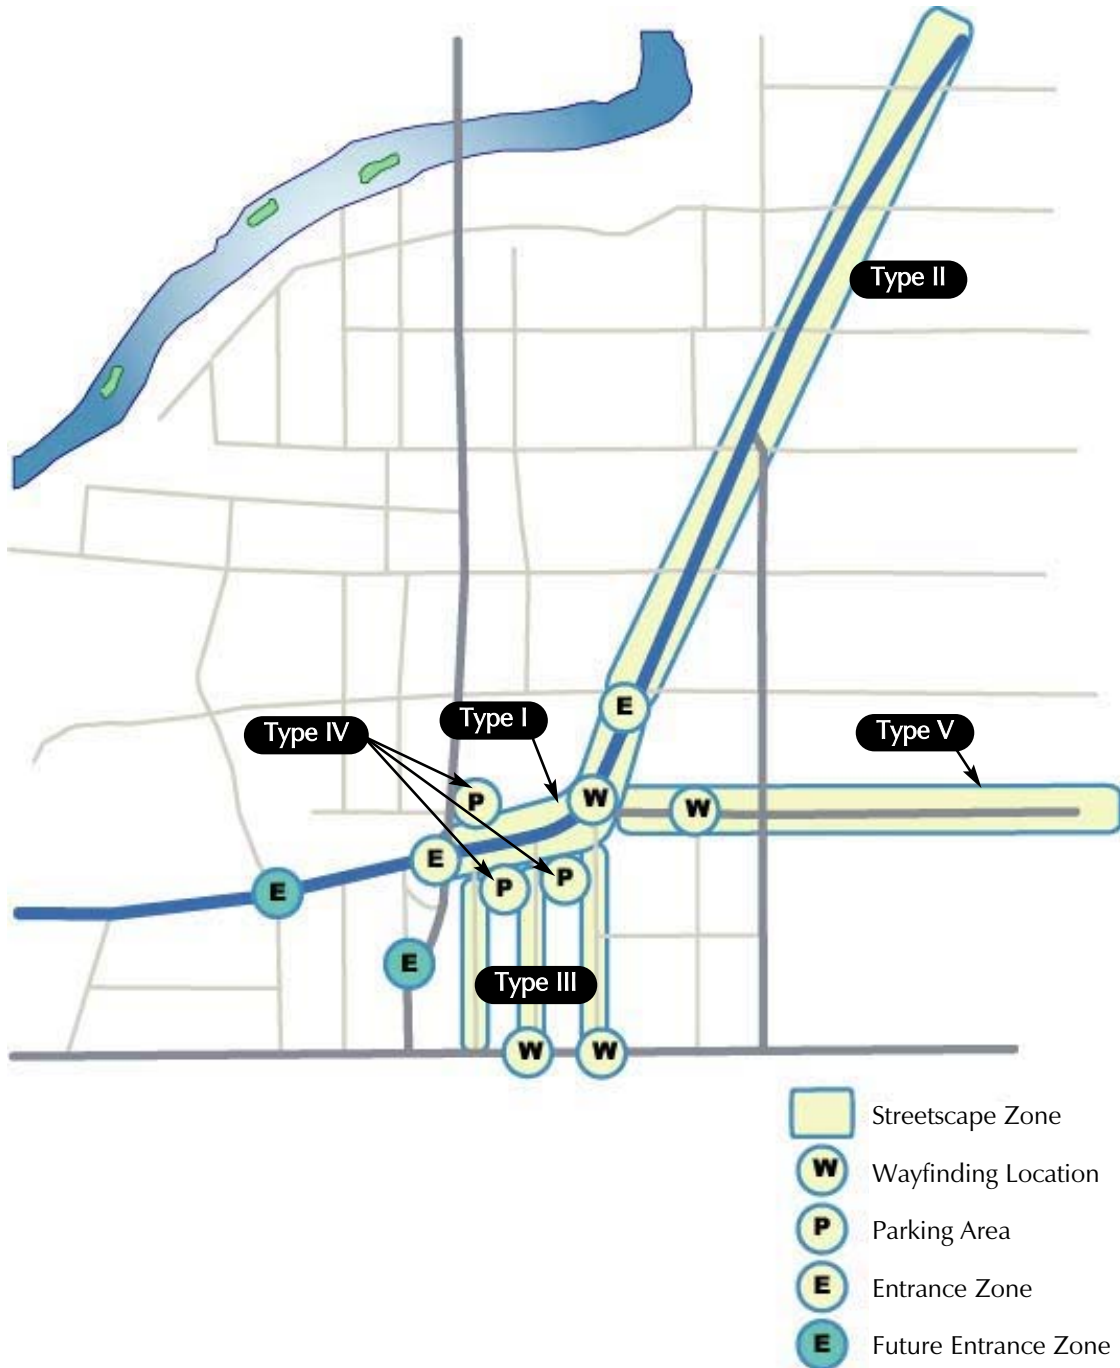 Type II
Type I
Type IV
Type V
P
W
W
E
E
P
P
E
E
Type III
W
W
Streetscape Zone
W Wayfinding Location
P Parking Area
E Entrance Zone
E Future Entrance Zone
E